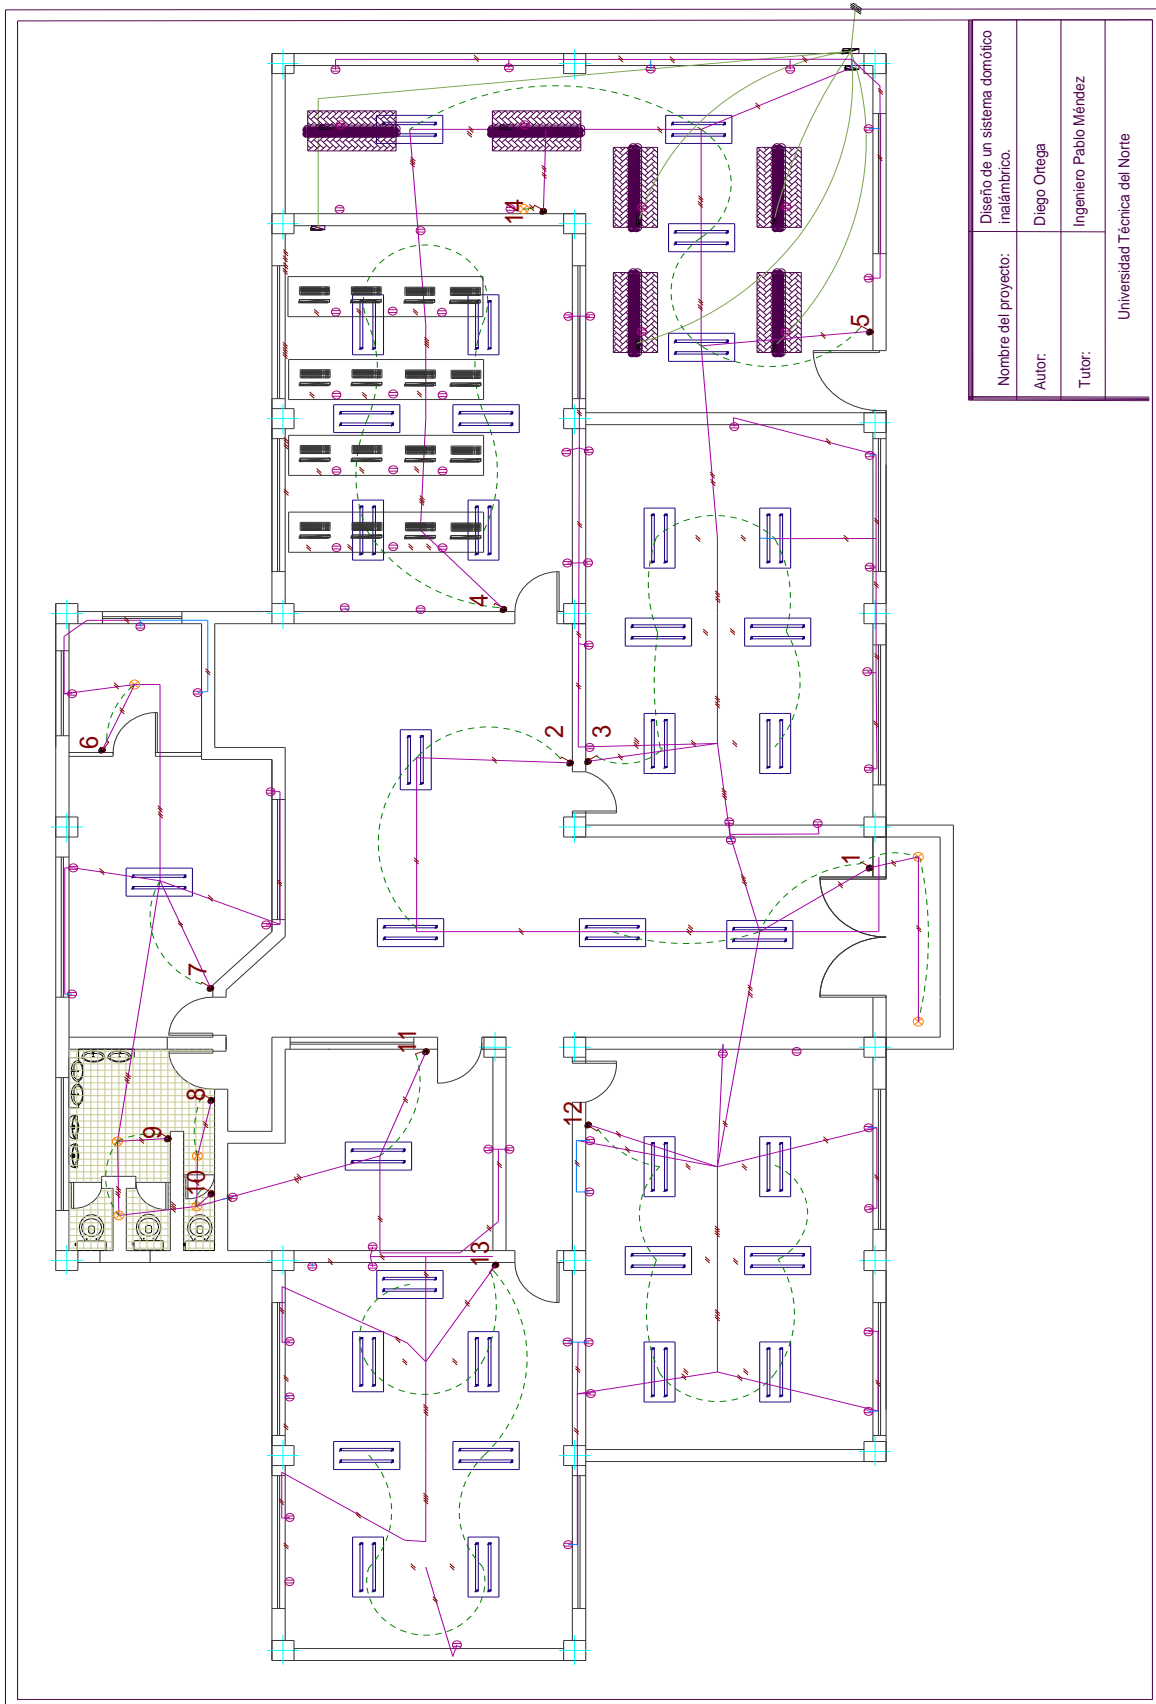 Nombre del proyecto:
Diseño de un sistema domótico
inalámbrico.
Autor:
Diego Ortega
Tutor:
Ingeniero Pablo Méndez
Universidad Técnica del Norte
14
5
4
6
2
3
1
7
11
8
9
12
10
13